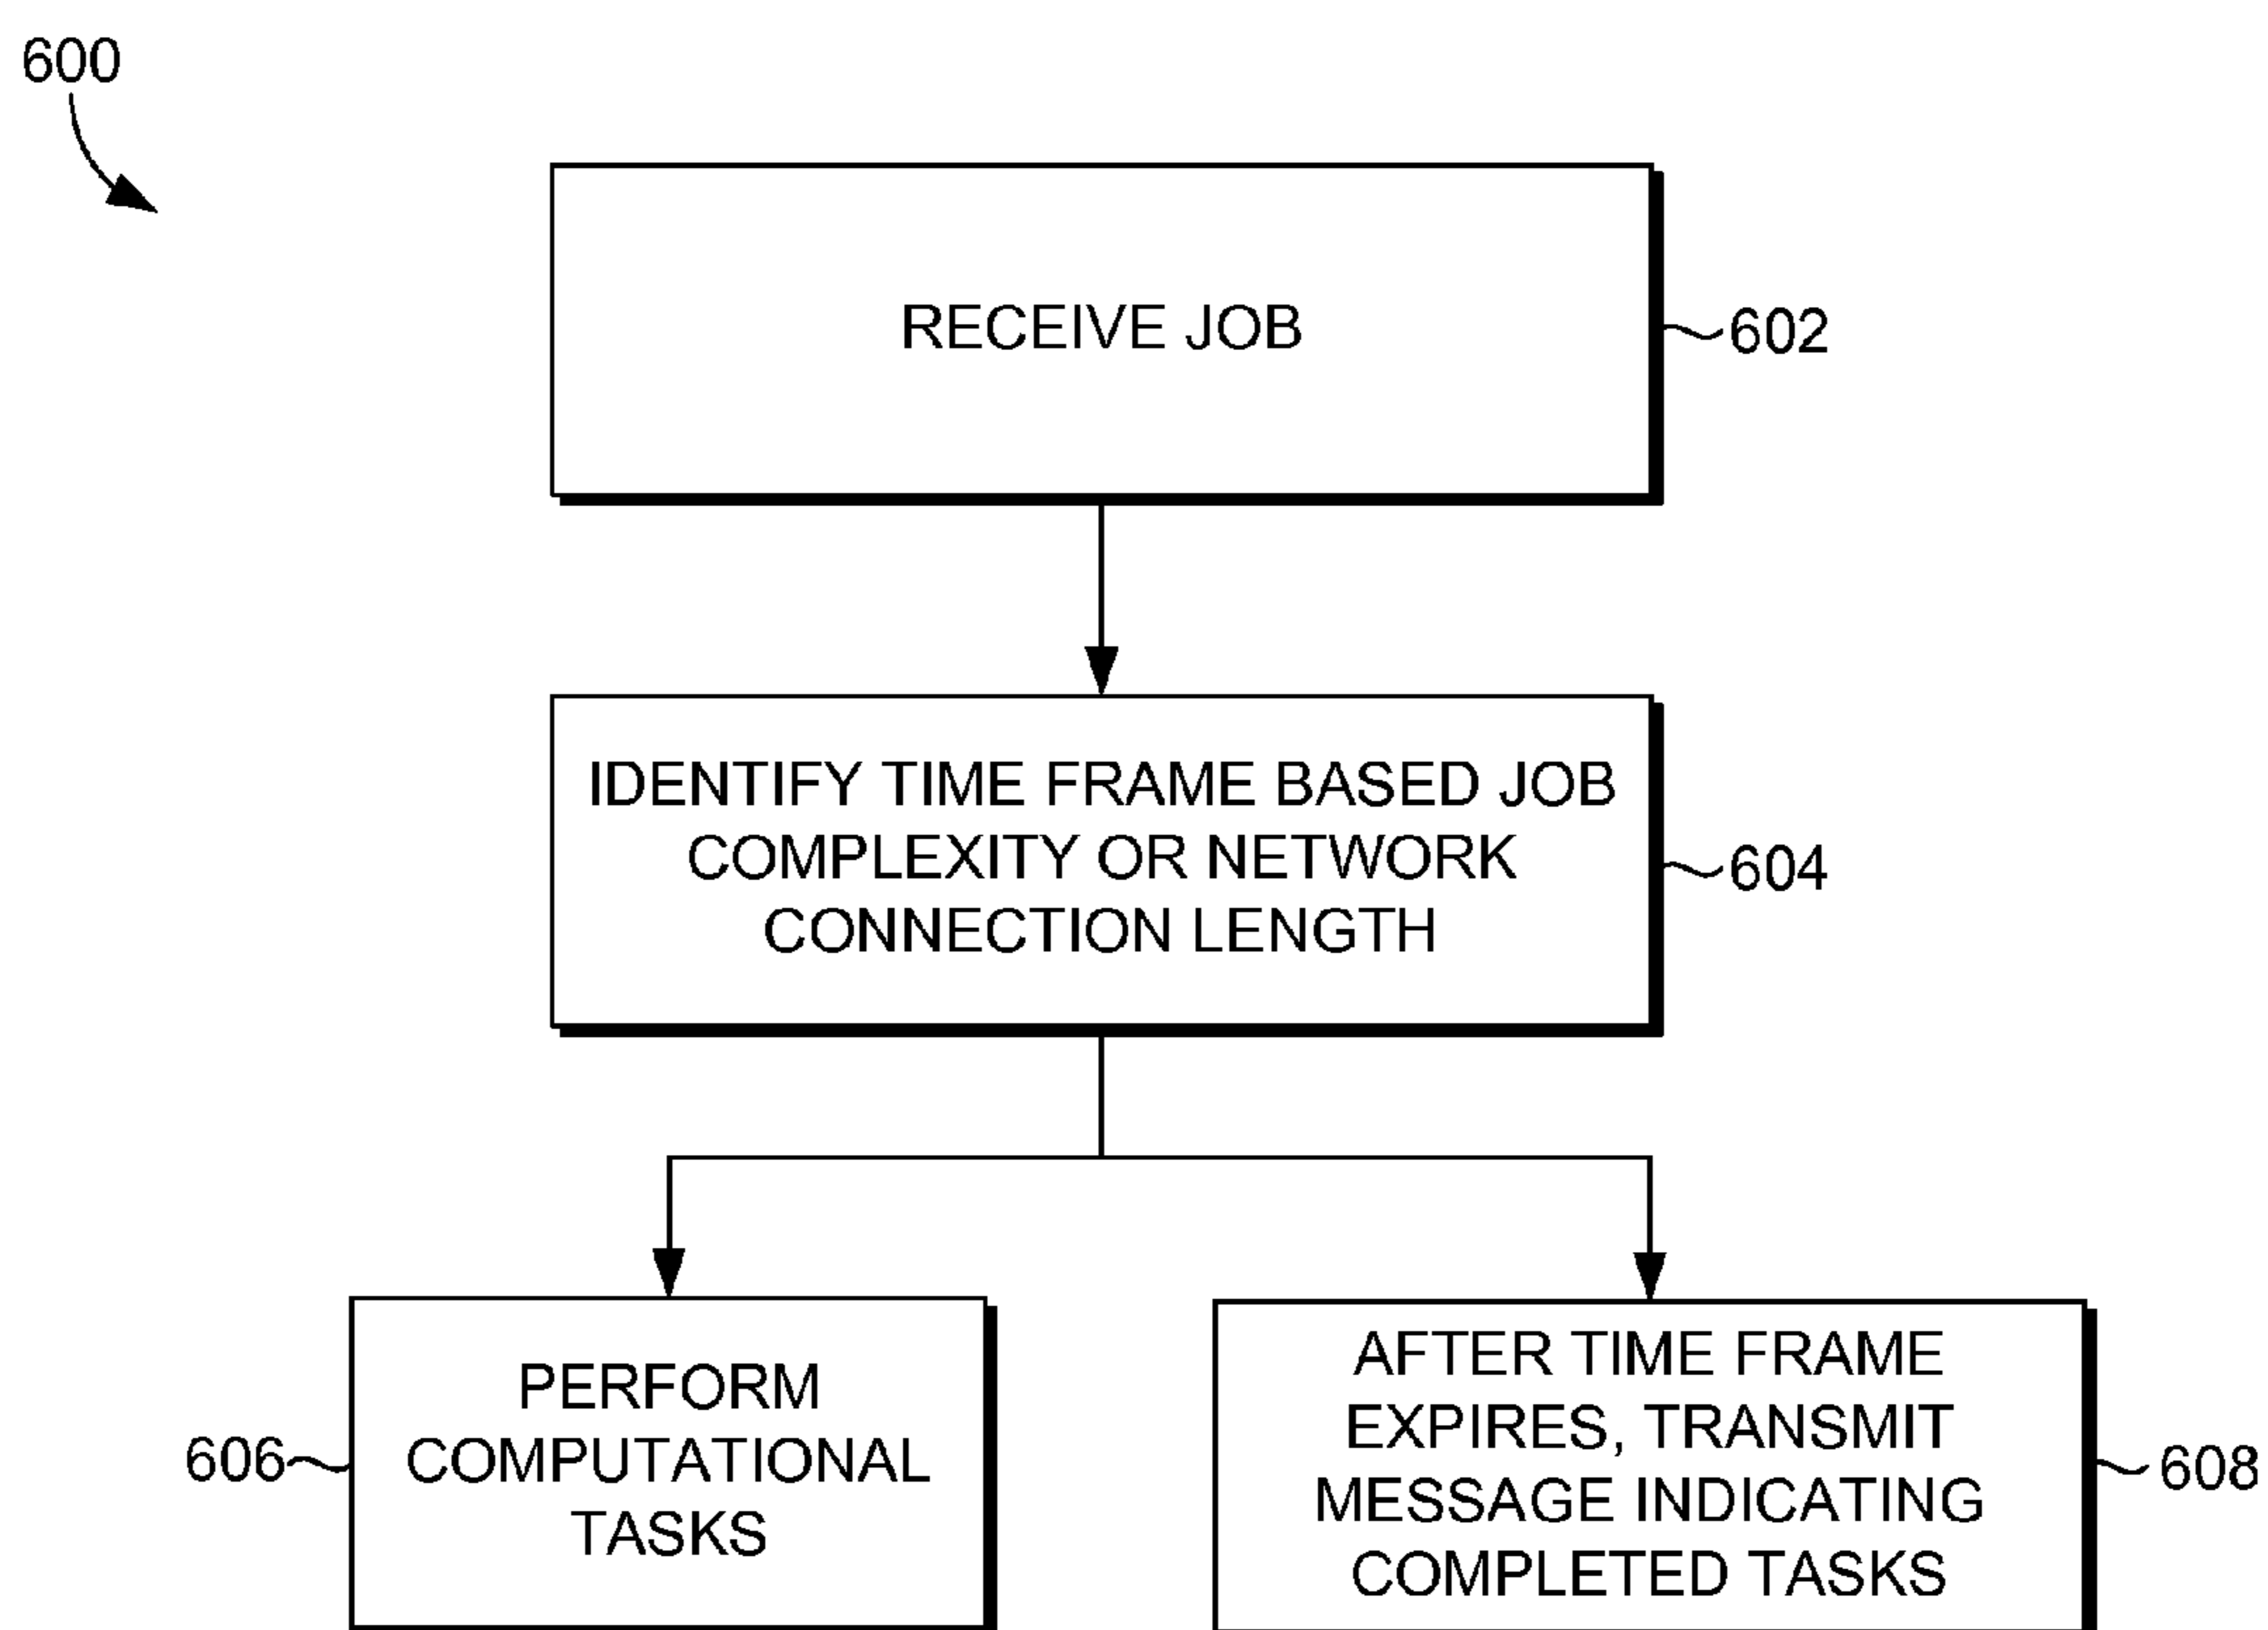 600
RECEIVE JOB
602
IDENTIFY TIME FRAME BASED JOB
COMPLEXITY OR NETWORK
CONNECTION LENGTH
604
PERFORM
COMPUTATIONAL
TASKS
606
AFTER TIME FRAME
EXPIRES, TRANSMIT
MESSAGE INDICATING
COMPLETED TASKS
608